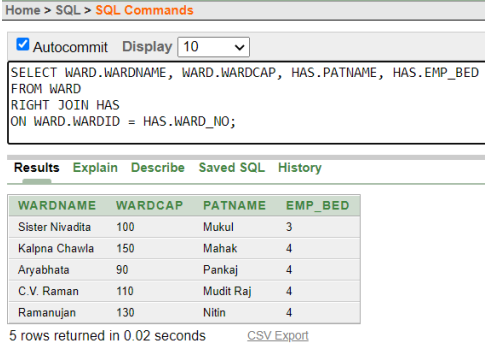 Home > SQL > SQL Commands
Autocommit Display 10
SELECT WARD.WARDNAME, WARD.WARDCAP, HAS.PATNAME, HAS.EMP_BED
FROM WARD
RIGHT JOIN HAS
ON WARD.WARDID = HAS.WARD_NO;
Results Explain Describe Saved SQL History
WARDNAME WARDCAP PATNAME EMP_BED
Sister Nivadita 100 Mukul 3
Kalpna Chawla 150 Mahak 4
Aryabhata 90 Pankaj 4
C.V. Raman 110 Mudit Raj 4
Ramanujan 130 Nitin 4
5 rows returned in 0.02 seconds CSV Export